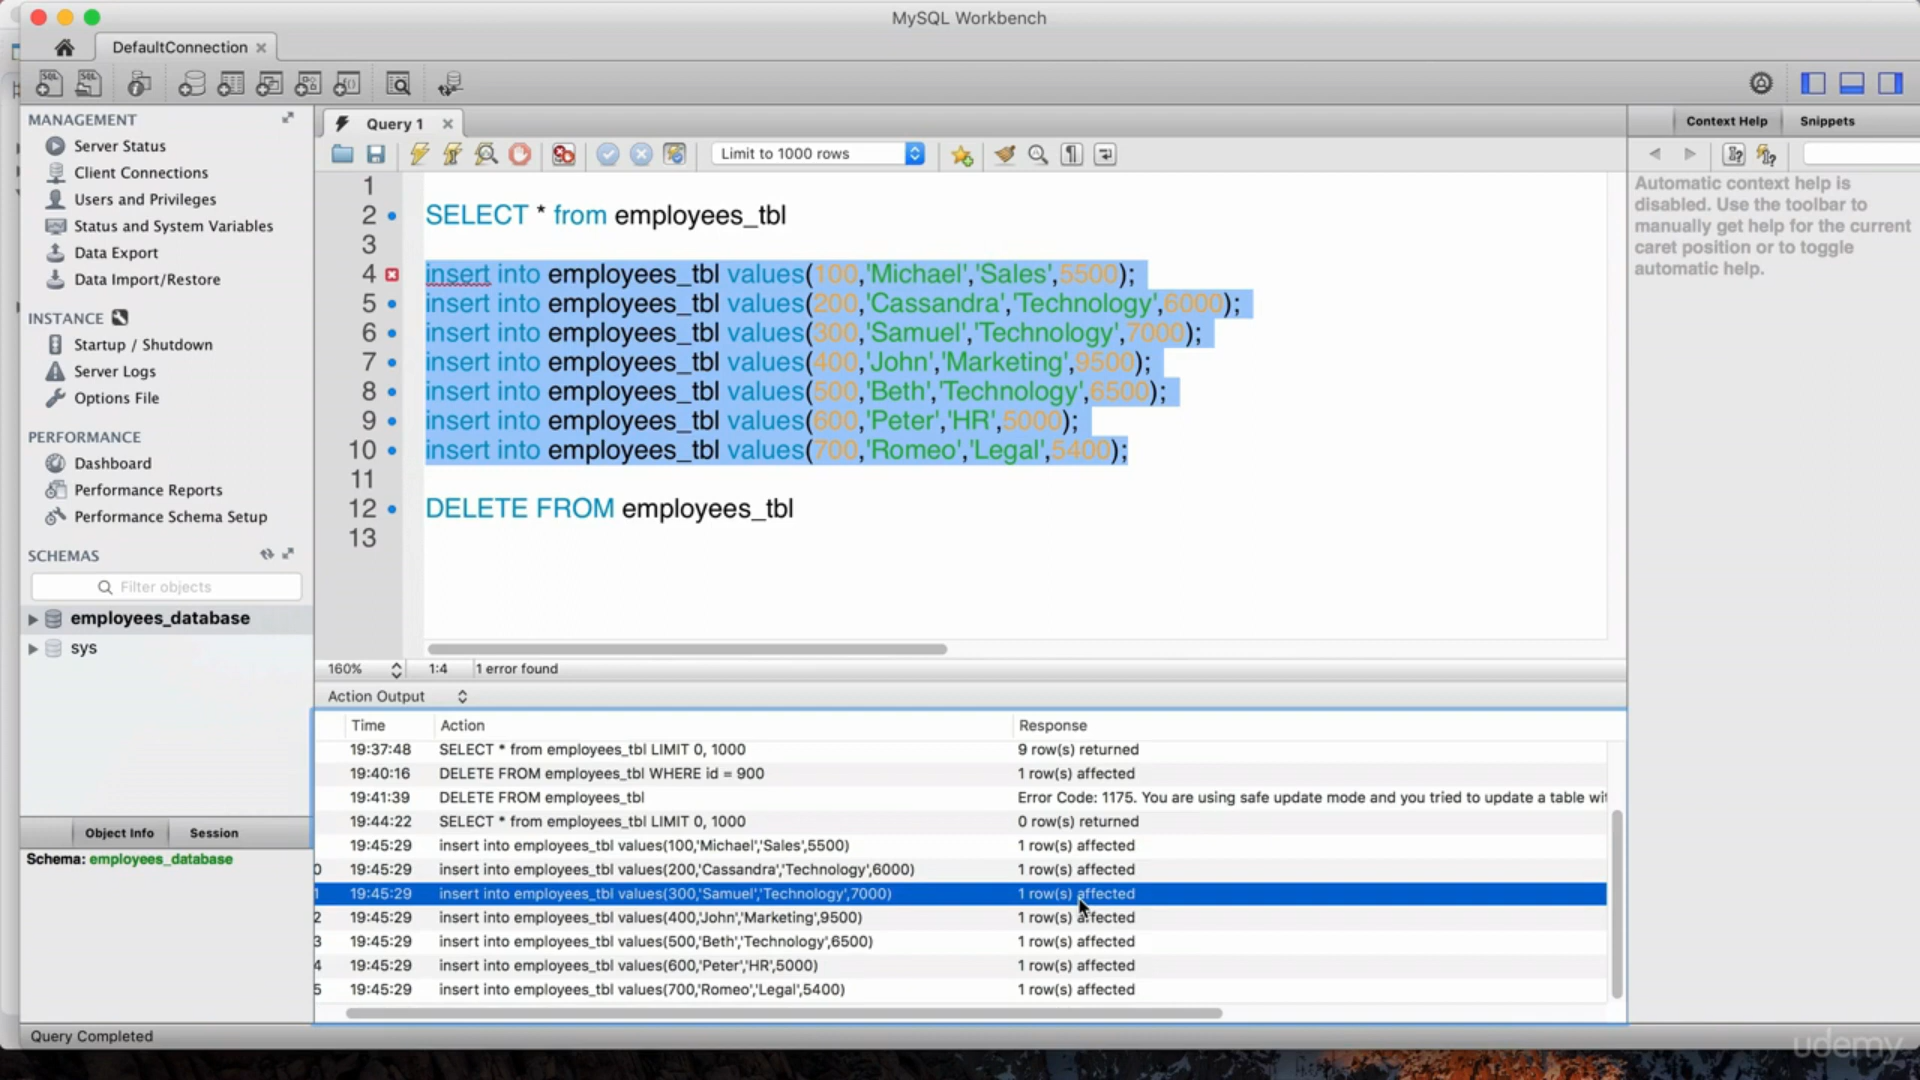 MySQL Workbench
DefaultConnection
MANAGEMENT
Server Status
Client Connections
Users and Privileges
Status and System Variables
Data Export
Data Import/Restore
INSTANCE
Startup / Shutdown
Server Logs
Options File
PERFORMANCE
Dashboard
Performance Reports
Performance Schema Setup
SCHEMAS
Filter objects
employees_database
sys
Object Info Session
Schema: employees_database
Query 1
Limit to 1000 rows
1
2 SELECT * from employees_tbl
3
4 insert into employees_tbl values(100,'Michael','Sales',5500);
5 insert into employees_tbl values(200,'Cassandra','Technology',6000);
6 insert into employees_tbl values(300,'Samuel','Technology',7000);
7 insert into employees_tbl values(400,'John','Marketing',9500);
8 insert into employees_tbl values(500,'Beth','Technology',6500);
9 insert into employees_tbl values(600,'Peter','HR',5000);
10 insert into employees_tbl values(700,'Romeo','Legal',5400);
11
12 DELETE FROM employees_tbl
13
160% 1:4 1 error found
Action Output
Time Action Response
19:37:48 SELECT * from employees_tbl LIMIT 0, 1000 9 row(s) returned
19:40:16 DELETE FROM employees_tbl WHERE id = 900 1 row(s) affected
19:41:39 DELETE FROM employees_tbl Error Code: 1175. You are using safe update mode and you tried to update a table wit
19:44:22 SELECT * from employees_tbl LIMIT 0, 1000 0 row(s) returned
19:45:29 insert into employees_tbl values(100,'Michael','Sales',5500) 1 row(s) affected
0 19:45:29 insert into employees_tbl values(200,'Cassandra','Technology',6000) 1 row(s) affected
1 19:45:29 insert into employees_tbl values(300,'Samuel','Technology',7000) 1 row(s) affected
2 19:45:29 insert into employees_tbl values(400,'John','Marketing',9500) 1 row(s) affected
3 19:45:29 insert into employees_tbl values(500,'Beth','Technology',6500) 1 row(s) affected
4 19:45:29 insert into employees_tbl values(600,'Peter','HR',5000) 1 row(s) affected
5 19:45:29 insert into employees_tbl values(700,'Romeo','Legal',5400) 1 row(s) affected
Context Help Snippets
Automatic context help is
disabled. Use the toolbar to
manually get help for the current
caret position or to toggle
automatic help.
Query Completed
udemy